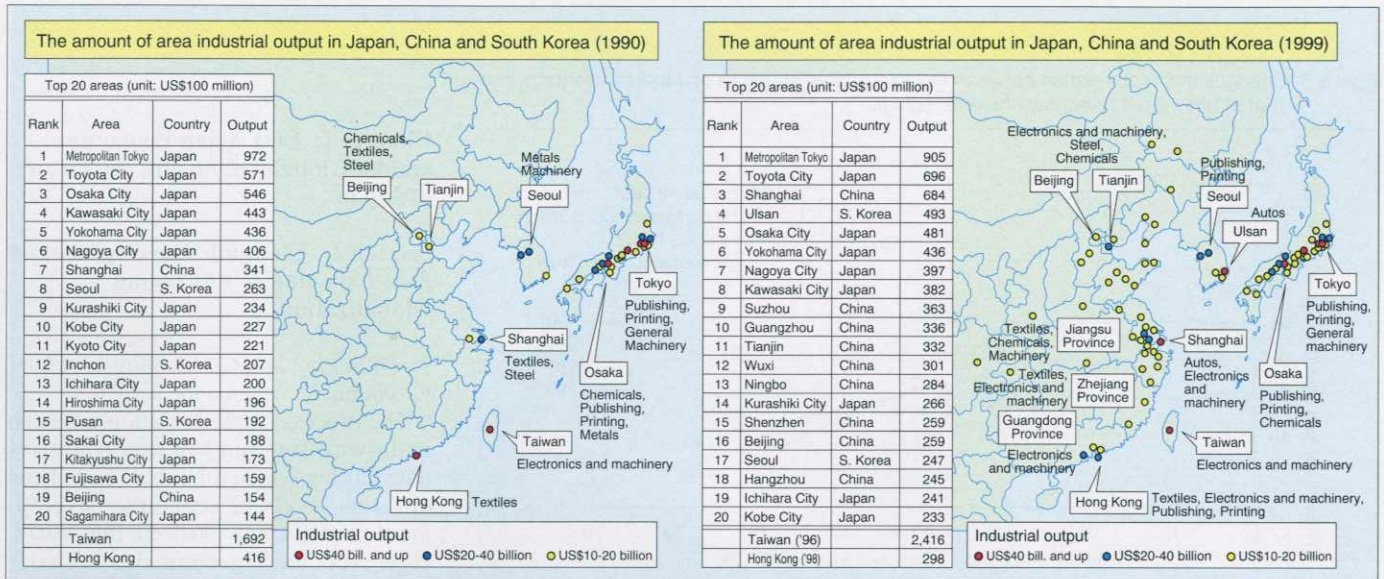 The amount of area industrial output in Japan, China and South Korea (1990)
Top 20 areas (unit: US$100 million)
Rank Area Country Output
1 Metropolitan Tokyo Japan 972
2 Toyota City Japan 571
3 Osaka City Japan 546
4 Kawasaki City Japan 443
5 Yokohama City Japan 436
6 Nagoya City Japan 406
7 Shanghai China 341
8 Seoul S. Korea 263
9 Kurashiki City Japan 234
10 Kobe City Japan 227
11 Kyoto City Japan 221
12 Inchon S. Korea 207
13 Ichihara City Japan 200
14 Hiroshima City Japan 196
15 Pusan S. Korea 192
16 Sakai City Japan 188
17 Kitakyushu City Japan 173
18 Fujisawa City Japan 159
19 Beijing China 154
20 Sagamihara City Japan 144
Taiwan 1,692
Hong Kong 416
Chemicals,
Textiles,
Steel
Beijing
Tianjin
Metals
Machinery
Seoul
Tokyo
Publishing,
Printing,
General
Machinery
Shanghai
Textiles,
Steel
Osaka
Chemicals,
Publishing,
Printing,
Metals
Taiwan
Electronics and machinery
Hong Kong
Textiles
Industrial output
US$40 bill. and up US$20-40 billion US$10-20 billion
The amount of area industrial output in Japan, China and South Korea (1999)
Top 20 areas (unit: US$100 million)
Rank Area Country Output
1 Metropolitan Tokyo Japan 905
2 Toyota City Japan 696
3 Shanghai China 684
4 Ulsan S. Korea 493
5 Osaka City Japan 481
6 Yokohama City Japan 436
7 Nagoya City Japan 397
8 Kawasaki City Japan 382
9 Suzhou China 363
10 Guangzhou China 336
11 Tianjin China 332
12 Wuxi China 301
13 Ningbo China 284
14 Kurashiki City Japan 266
15 Shenzhen China 259
16 Beijing China 259
17 Seoul S. Korea 247
18 Hangzhou China 245
19 Ichihara City Japan 241
20 Kobe City Japan 233
Taiwan ('96) 2,416
Hong Kong ('98) 298
Electronics and machinery,
Steel,
Chemicals
Beijing
Tianjin
Publishing,
Printing
Seoul
Autos
Ulsan
Tokyo
Publishing,
Printing,
General
machinery
Textiles,
Chemicals,
Machinery
Jiangsu
Province
Shanghai
Autos,
Electronics
and
machinery
Osaka
Publishing,
Printing,
Chemicals
Textiles,
Electronics and
machinery
Zhejiang
Province
Guangdong
Province
Electronics
and machinery
Taiwan
Electronics and machinery
Hong Kong
Textiles, Electronics and machinery,
Publishing, Printing
Industrial output
US$40 bill. and up US$20-40 billion US$10-20 billion